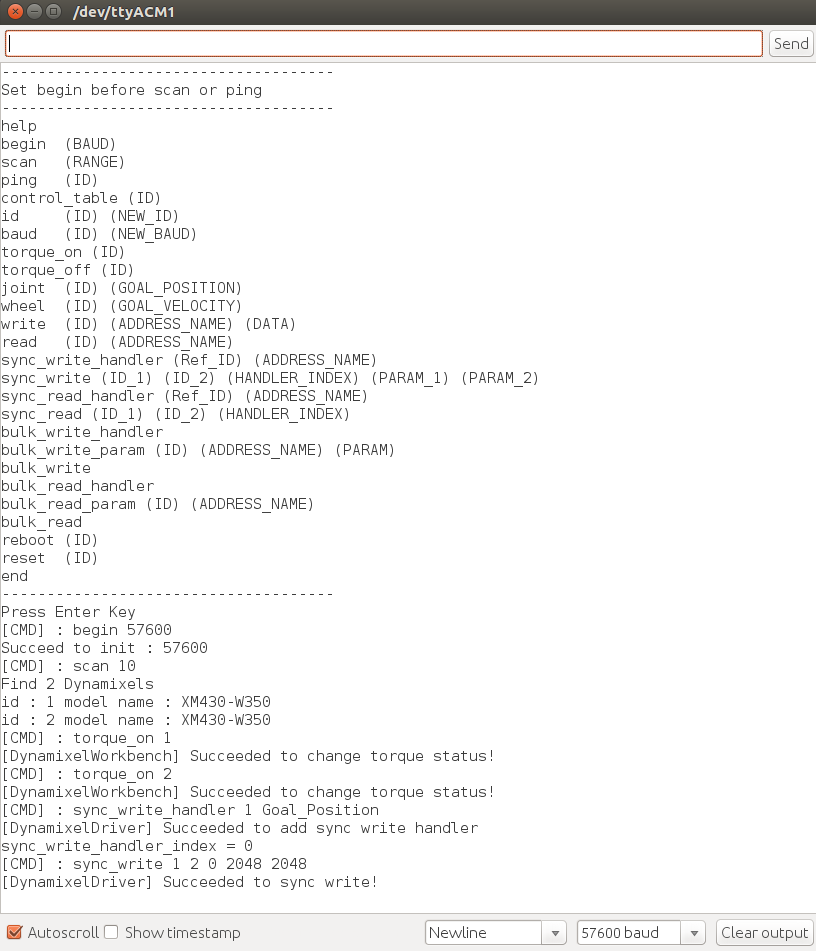 /dev/ttyACM1
Send
-------------------------------------
Set begin before scan or ping
-------------------------------------
help
begin  (BAUD)
scan   (RANGE)
ping   (ID)
control_table (ID)
id     (ID) (NEW_ID)
baud   (ID) (NEW_BAUD)
torque_on (ID)
torque_off (ID)
joint  (ID) (GOAL_POSITION)
wheel  (ID) (GOAL_VELOCITY)
write  (ID) (ADDRESS_NAME) (DATA)
read   (ID) (ADDRESS_NAME)
sync_write_handler (Ref_ID) (ADDRESS_NAME)
sync_write (ID_1) (ID_2) (HANDLER_INDEX) (PARAM_1) (PARAM_2)
sync_read_handler (Ref_ID) (ADDRESS_NAME)
sync_read (ID_1) (ID_2) (HANDLER_INDEX)
bulk_write_handler
bulk_write_param (ID) (ADDRESS_NAME) (PARAM)
bulk_write
bulk_read_handler
bulk_read_param (ID) (ADDRESS_NAME)
bulk_read
reboot (ID)
reset  (ID)
end
-------------------------------------
Press Enter Key
[CMD] : begin 57600
Succeed to init : 57600
[CMD] : scan 10
Find 2 Dynamixels
id : 1 model name : XM430-W350
id : 2 model name : XM430-W350
[CMD] : torque_on 1
[DynamixelWorkbench] Succeeded to change torque status!
[CMD] : torque_on 2
[DynamixelWorkbench] Succeeded to change torque status!
[CMD] : sync_write_handler 1 Goal_Position
[DynamixelDriver] Succeeded to add sync write handler
sync_write_handler_index = 0
[CMD] : sync_write 1 2 0 2048 2048
[DynamixelDriver] Succeeded to sync write!
Autoscroll Show timestamp Newline 57600 baud Clear output